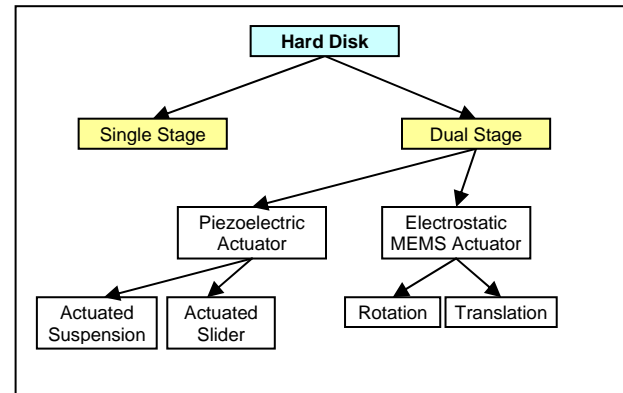 Hard Disk
Single Stage
Dual Stage
Piezoelectric
Actuator
Electrostatic
MEMS Actuator
Actuated
Suspension
Actuated
Slider
Rotation
Translation